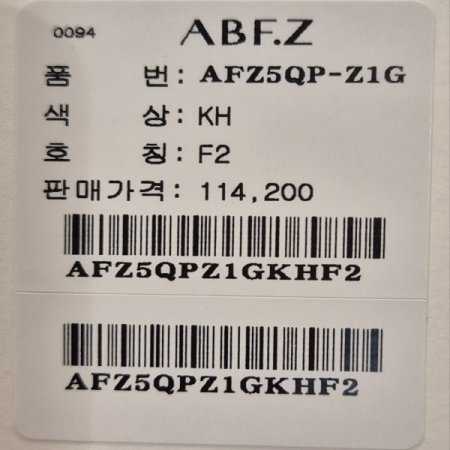 0094 ABF.Z
품 번: AFZ5QP-Z1G
색 상: KH
호 칭: F2
판매가격: 114,200
AFZ5QPZ1GKHF2
AFZ5QPZ1GKHF2